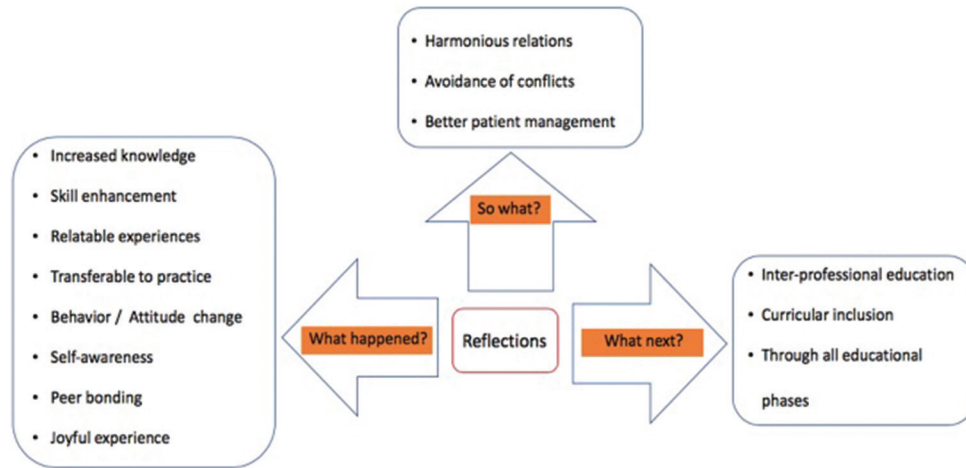 • Harmonious relations
• Avoidance of conflicts
• Better patient management
So what?
• Increased knowledge
• Skill enhancement
• Relatable experiences
• Transferable to practice
• Behavior / Attitude change
• Self-awareness
• Peer bonding
• Joyful experience
What happened?
Reflections
What next?
• Inter-professional education
• Curricular inclusion
• Through all educational
phases